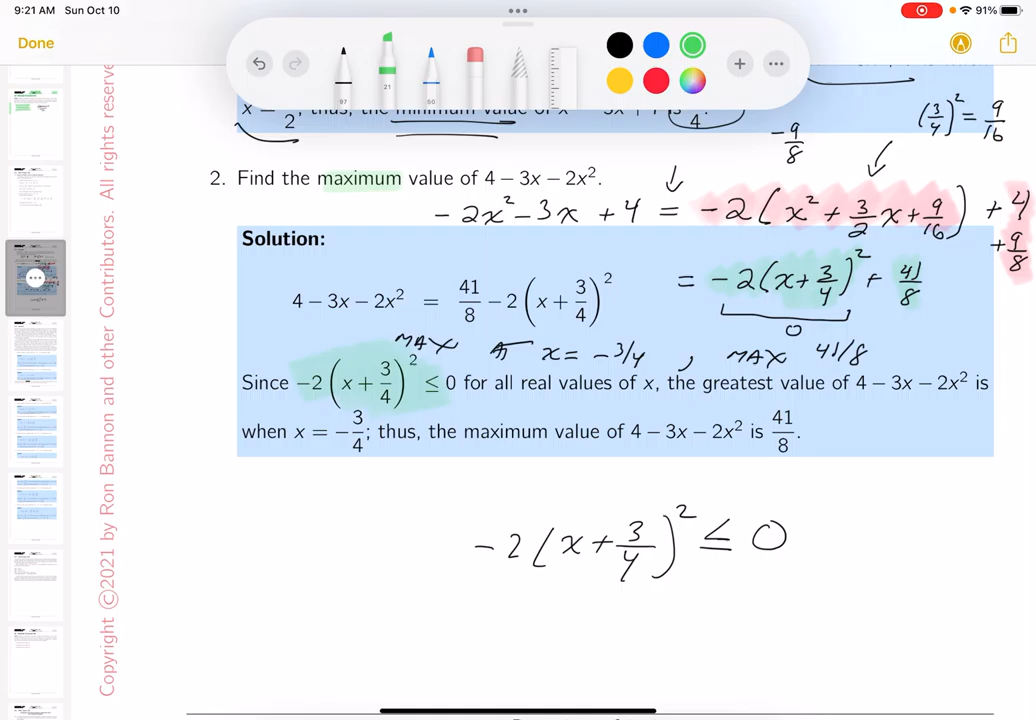 9:21 AM Sun Oct 10
91%
Done
97
21
50
Copyright ©2021 by Ron Bannon and other Contributors. All rights reserve
x = 2, thus, the minimum value of x 3x + 4
-9/8
(3/4)² = 9/16
2. Find the maximum value of 4 − 3x − 2x².
-2x² -3x +4 = -2(x² + 3/2 x + 9/16) + 4 + 9/8
Solution:
= -2(x + 3/4)² + 41/8
0
4 − 3x − 2x² = 41/8 − 2(x + 3/4)²
MAX AT x = -3/4, MAX 41/8
Since −2(x + 3/4)² ≤ 0 for all real values of x, the greatest value of 4 − 3x − 2x² is
when x = −3/4; thus, the maximum value of 4 − 3x − 2x² is 41/8.
-2(x + 3/4)² ≤ 0